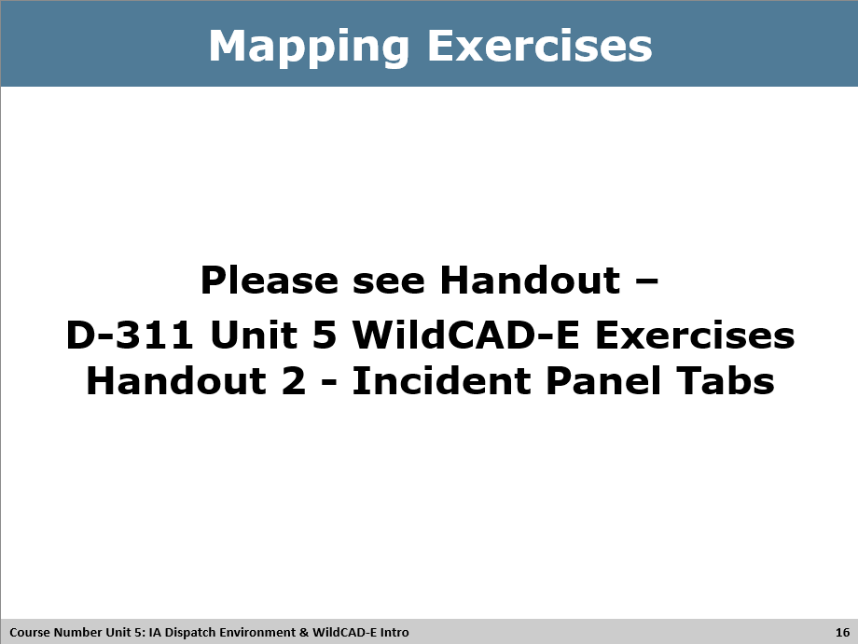 Mapping Exercises
Please see Handout –
D-311 Unit 5 WildCAD-E Exercises
Handout 2 - Incident Panel Tabs
Course Number Unit 5: IA Dispatch Environment & WildCAD-E Intro
16